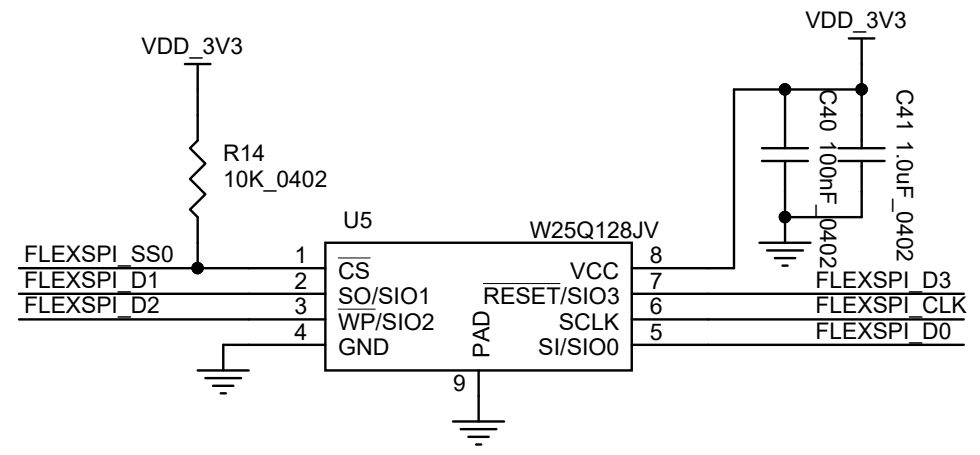 VDD_3V3
VDD_3V3
R14
10K_0402
C40 100nF_0402
C41 1.0uF_0402
U5
W25Q128JV
FLEXSPI_SS0 1 CS VCC 8
FLEXSPI_D1 2 SO/SIO1 RESET/SIO3 7 FLEXSPI_D3
FLEXSPI_D2 3 WP/SIO2 SCLK 6 FLEXSPI_CLK
4 GND PAD SI/SIO0 5 FLEXSPI_D0
9